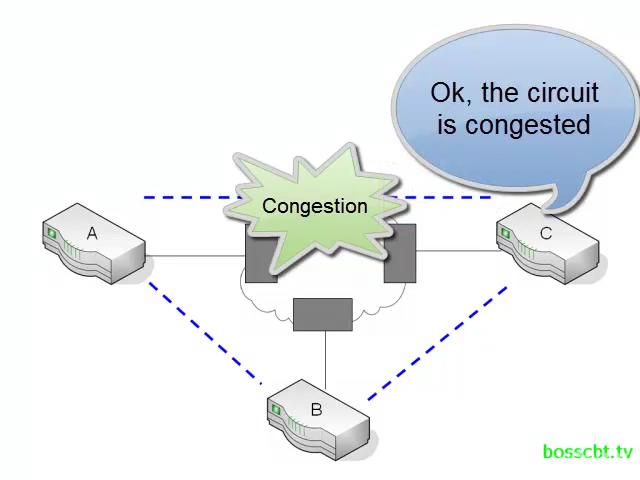 Ok, the circuit
is congested
Congestion
A
C
B
bosscbt.tv